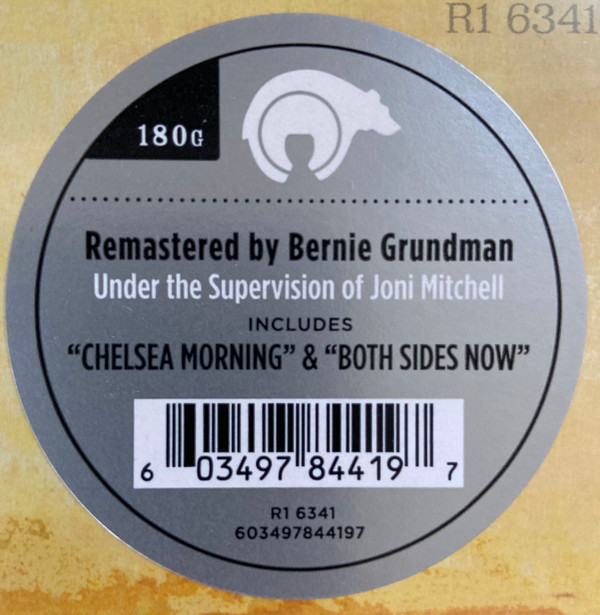 R1 6341
180G
Remastered by Bernie Grundman
Under the Supervision of Joni Mitchell
INCLUDES
“CHELSEA MORNING” & “BOTH SIDES NOW”
6 03497 84419 7
R1 6341
603497844197